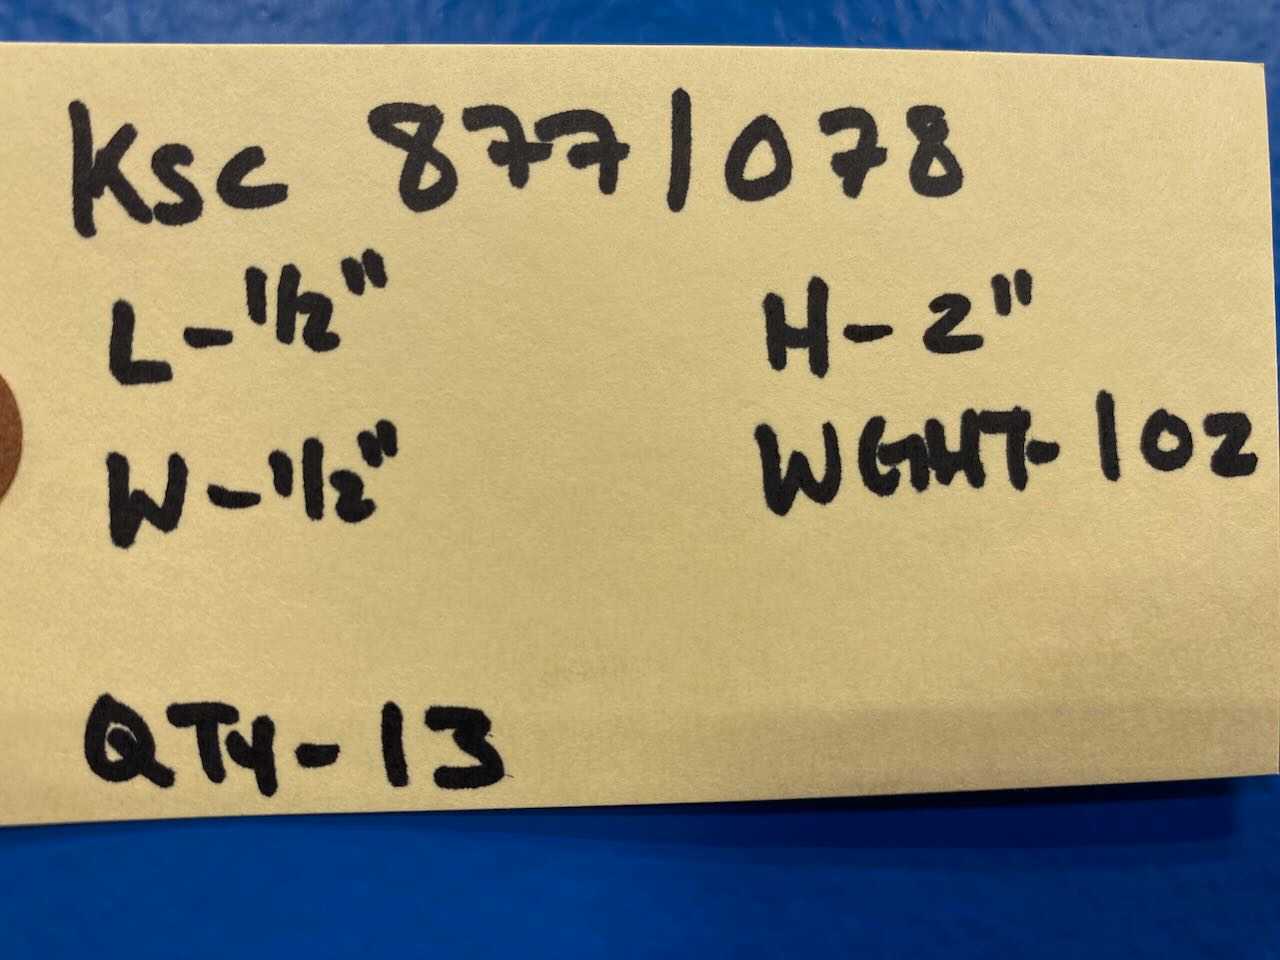 KSC 8771078
L-1/2" H-2"
W-1/2" WGHT-1OZ
QTY-13